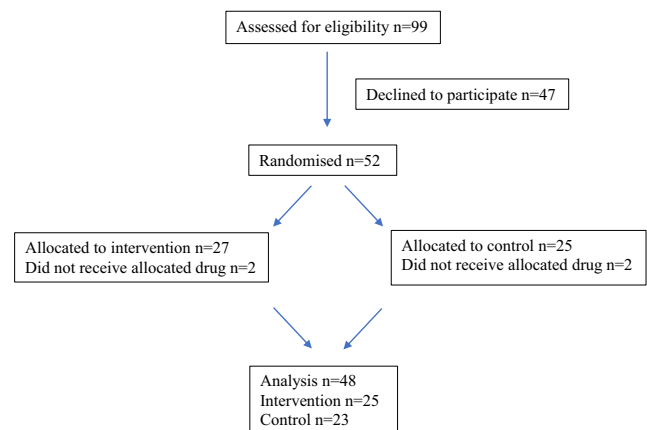 Assessed for eligibility n=99
Declined to participate n=47
Randomised n=52
Allocated to intervention n=27
Did not receive allocated drug n=2
Allocated to control n=25
Did not receive allocated drug n=2
Analysis n=48
Intervention n=25
Control n=23